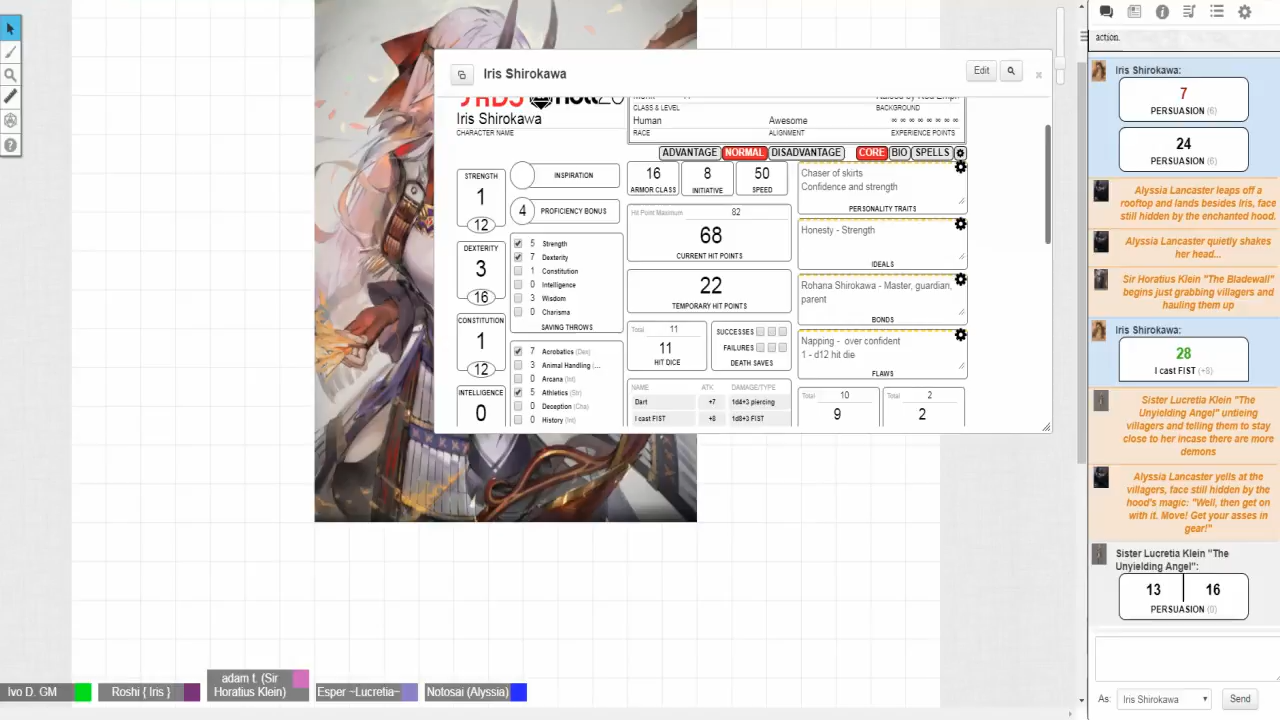 action.
Iris Shirokawa
Edit
Iris Shirokawa
CHARACTER NAME
CLASS & LEVEL
BACKGROUND
Human
Awesome
∞ ∞ ∞ ∞ ∞ ∞ ∞ ∞
RACE
ALIGNMENT
EXPERIENCE POINTS
ADVANTAGE NORMAL DISADVANTAGE CORE BIO SPELLS
STRENGTH
1
12
DEXTERITY
3
16
CONSTITUTION
1
12
INTELLIGENCE
0
INSPIRATION
4 PROFICIENCY BONUS
5 Strength
7 Dexterity
1 Constitution
0 Intelligence
3 Wisdom
0 Charisma
SAVING THROWS
7 Acrobatics (Dex)
3 Animal Handling (...
0 Arcana (Int)
5 Athletics (Str)
0 Deception (Cha)
0 History (Int)
16 8 50
ARMOR CLASS INITIATIVE SPEED
Hit Point Maximum 82
68
CURRENT HIT POINTS
22
TEMPORARY HIT POINTS
Total 11
11
HIT DICE
SUCCESSES
FAILURES
DEATH SAVES
NAME ATK DAMAGE/TYPE
Dart +7 1d4+3 piercing
I cast FIST +8 1d8+3 FIST
Chaser of skirts
Confidence and strength
PERSONALITY TRAITS
Honesty - Strength
IDEALS
Rohana Shirokawa - Master, guardian,
parent
BONDS
Napping - over confident
1 - d12 hit die
FLAWS
Total 10
9
Total 2
2
Iris Shirokawa:
7
PERSUASION (6)
24
PERSUASION (6)
Alyssia Lancaster leaps off a
rooftop and lands besides Iris, face
still hidden by the enchanted hood.
Alyssia Lancaster quietly shakes
her head...
Sir Horatius Klein "The Bladewall"
begins just grabbing villagers and
hauling them up
Iris Shirokawa:
28
I cast FIST (+8)
Sister Lucretia Klein "The
Unyielding Angel" untieing
villagers and telling them to stay
close to her incase there are more
demons
Alyssia Lancaster yells at the
villagers, face still hidden by the
hood's magic: "Well, then get on
with it. Move! Get your asses in
gear!"
Sister Lucretia Klein "The
Unyielding Angel":
13 16
PERSUASION (0)
As: Iris Shirokawa Send
Ivo D. GM
Roshi { Iris }
adam t. (Sir
Horatius Klein)
Esper ~Lucretia~
Notosai (Alyssia)